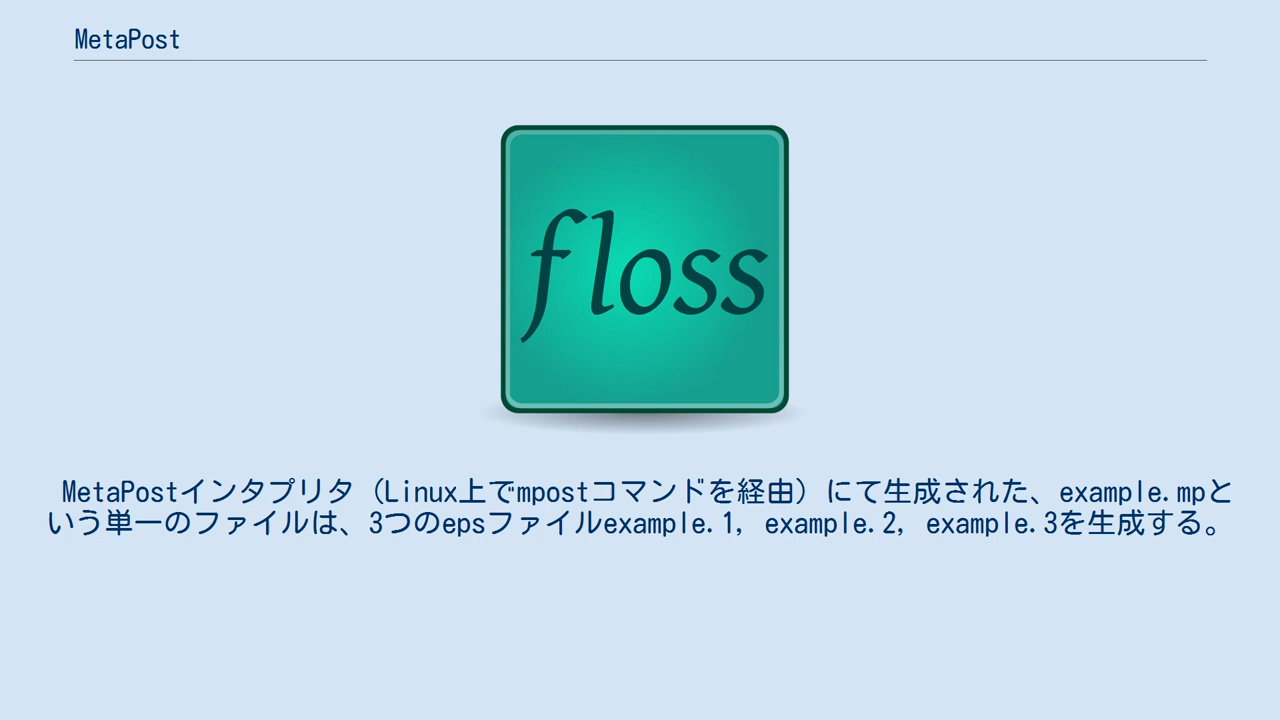 MetaPost
floss
MetaPostインタプリタ（Linux上でmpostコマンドを経由）にて生成された、example.mpと
いう単一のファイルは、3つのepsファイルexample.1, example.2, example.3を生成する。